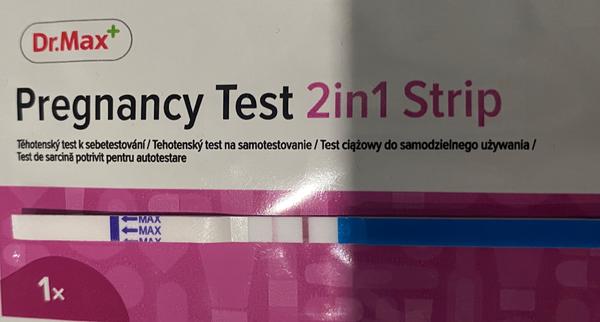 Dr.Max+
Pregnancy Test 2in1 Strip
Těhotenský test k sebetestování / Tehotenský test na samotestovanie / Test ciążowy do samodzielnego używania /
Test de sarcină potrivit pentru autotestare
MAX
MAX
MAX
1x